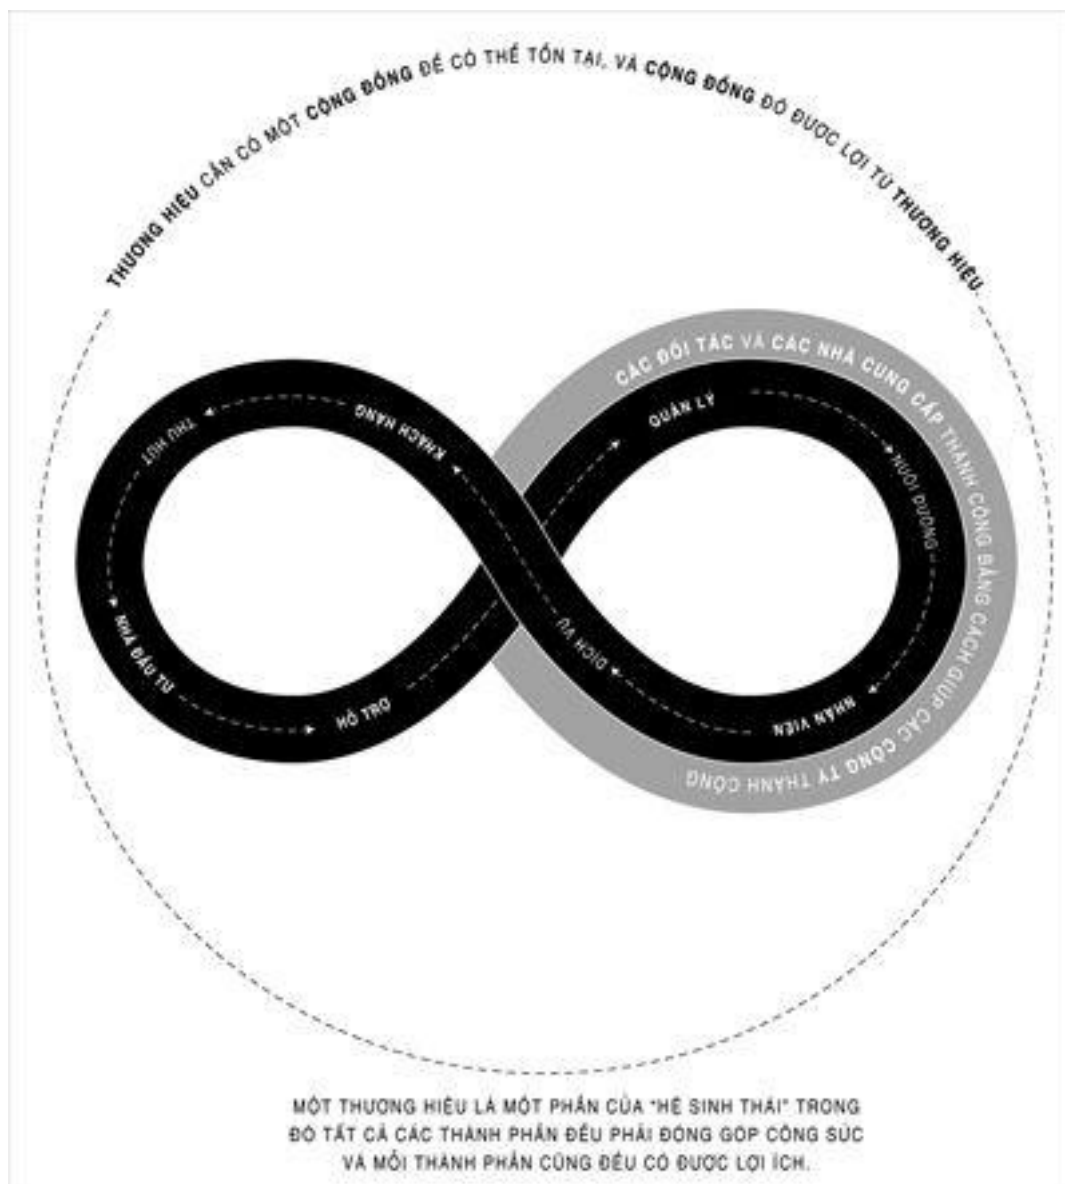 THƯƠNG HIỆU CẦN CÓ MỘT CỘNG ĐỒNG ĐỂ CÓ THỂ TỒN TẠI, VÀ CỘNG ĐỒNG ĐÓ ĐƯỢC LỢI TỪ THƯƠNG HIỆU.
CÁC ĐỐI TÁC VÀ CÁC NHÀ CUNG CẤP THÀNH CÔNG BẰNG CÁCH GIÚP CÁC CÔNG TY THÀNH CÔNG
QUẢN LÝ
NUÔI DƯỠNG
NHÂN VIÊN
DỊCH VỤ
KHÁCH HÀNG
THU HÚT
NHÀ ĐẦU TƯ
HỖ TRỢ
MỘT THƯƠNG HIỆU LÀ MỘT PHẦN CỦA "HỆ SINH THÁI" TRONG
ĐÓ TẤT CẢ CÁC THÀNH PHẦN ĐỀU PHẢI ĐÓNG GÓP CÔNG SỨC
VÀ MỖI THÀNH PHẦN CŨNG ĐỀU CÓ ĐƯỢC LỢI ÍCH.